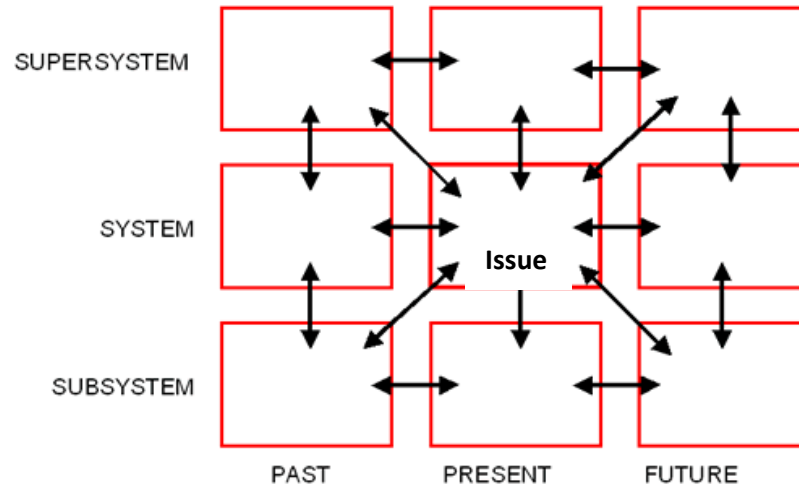 SUPERSYSTEM
SYSTEM
Issue
SUBSYSTEM
PAST PRESENT FUTURE